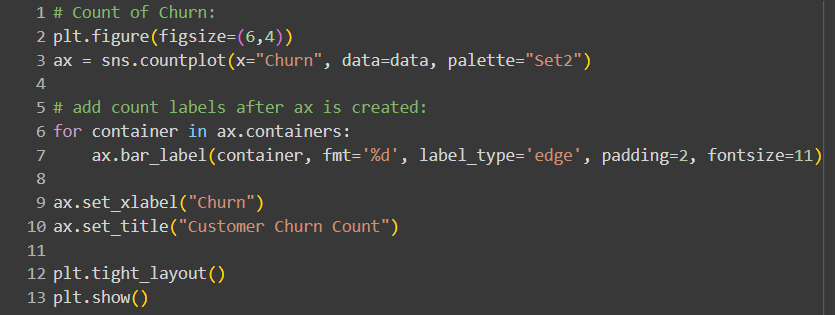 1 # Count of Churn:
2 plt.figure(figsize=(6,4))
3 ax = sns.countplot(x="Churn", data=data, palette="Set2")
4
5 # add count labels after ax is created:
6 for container in ax.containers:
7     ax.bar_label(container, fmt='%d', label_type='edge', padding=2, fontsize=11)
8
9 ax.set_xlabel("Churn")
10 ax.set_title("Customer Churn Count")
11
12 plt.tight_layout()
13 plt.show()